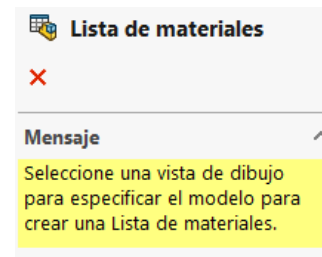 Lista de materiales
Mensaje
Seleccione una vista de dibujo
para especificar el modelo para
crear una Lista de materiales.